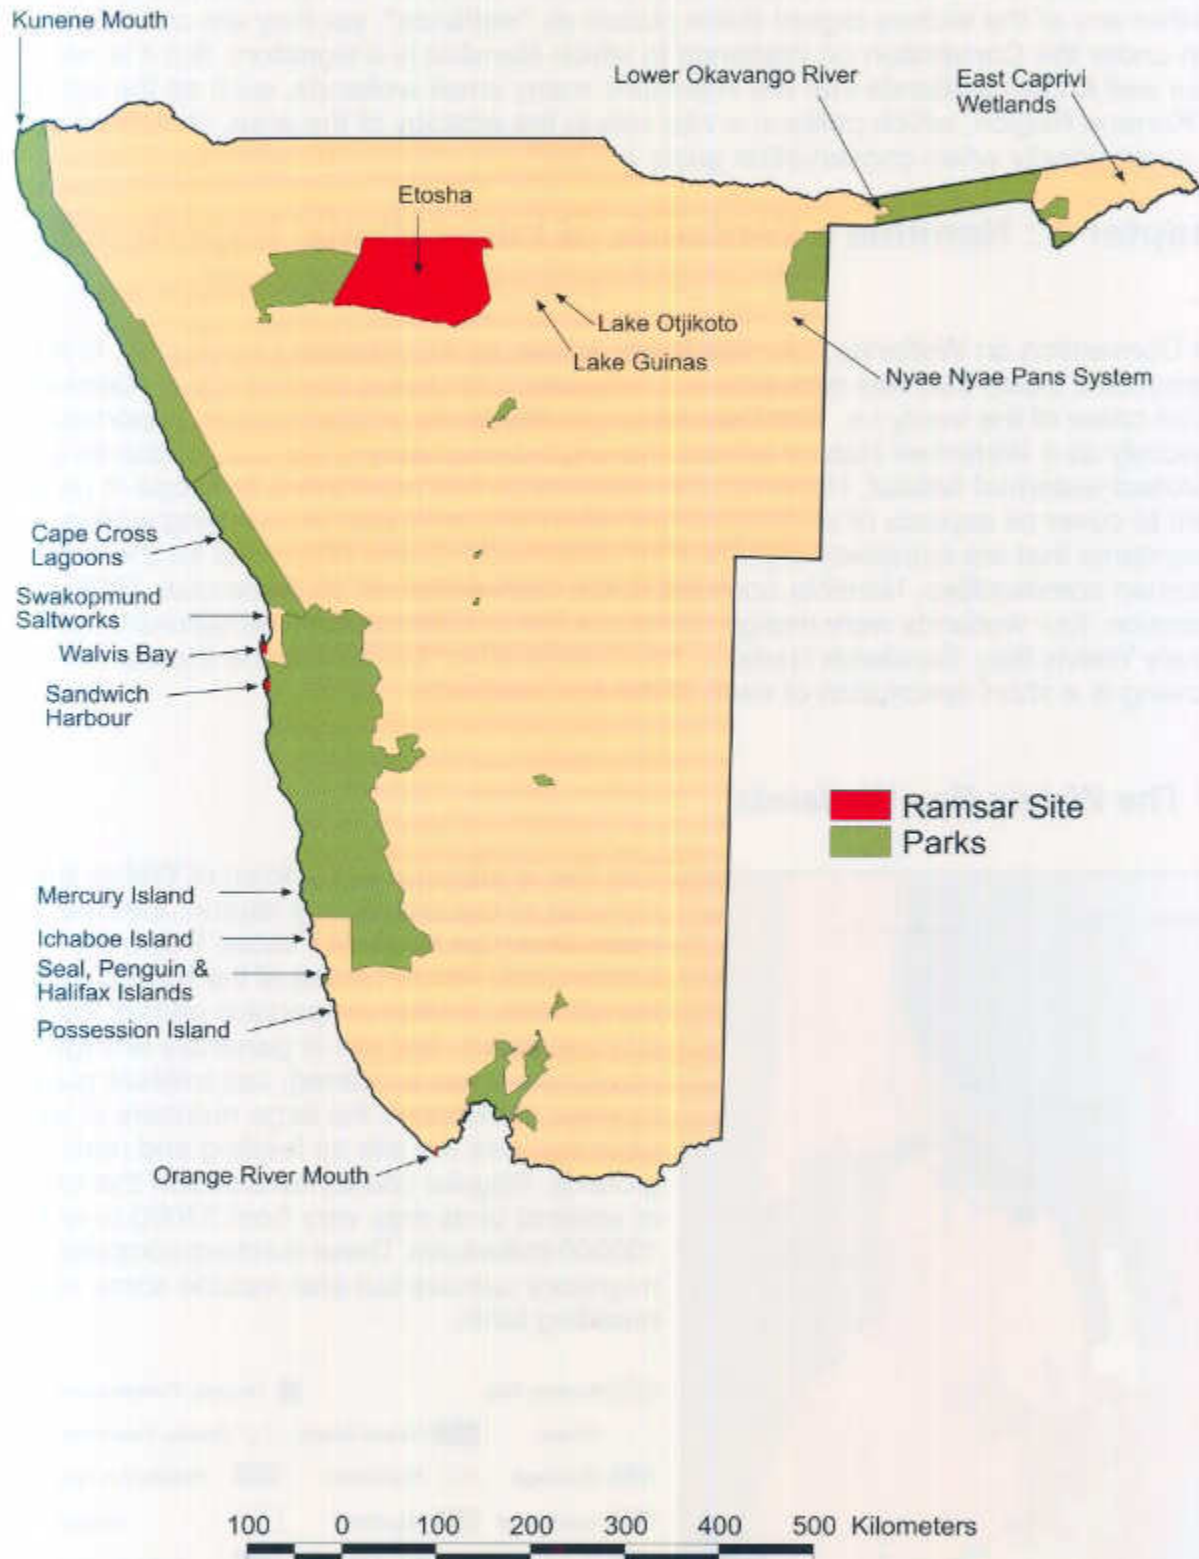 Kunene Mouth
Lower Okavango River
East Caprivi
Wetlands
Etosha
Lake Otjikoto
Lake Guinas
Nyae Nyae Pans System
Cape Cross
Lagoons
Swakopmund
Saltworks
Walvis Bay
Sandwich
Harbour
Ramsar Site
Parks
Mercury Island
Ichaboe Island
Seal, Penguin &
Halifax Islands
Possession Island
Orange River Mouth
100 0 100 200 300 400 500 Kilometers